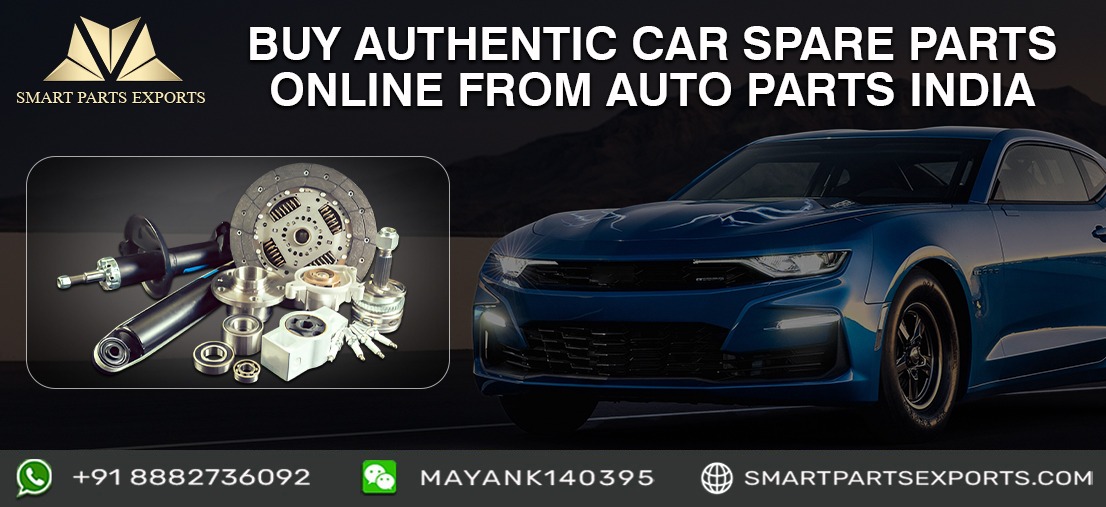 SMART PARTS EXPORTS
BUY AUTHENTIC CAR SPARE PARTS
ONLINE FROM AUTO PARTS INDIA
+91 8882736092
MAYANK140395
SMARTPARTSEXPORTS.COM